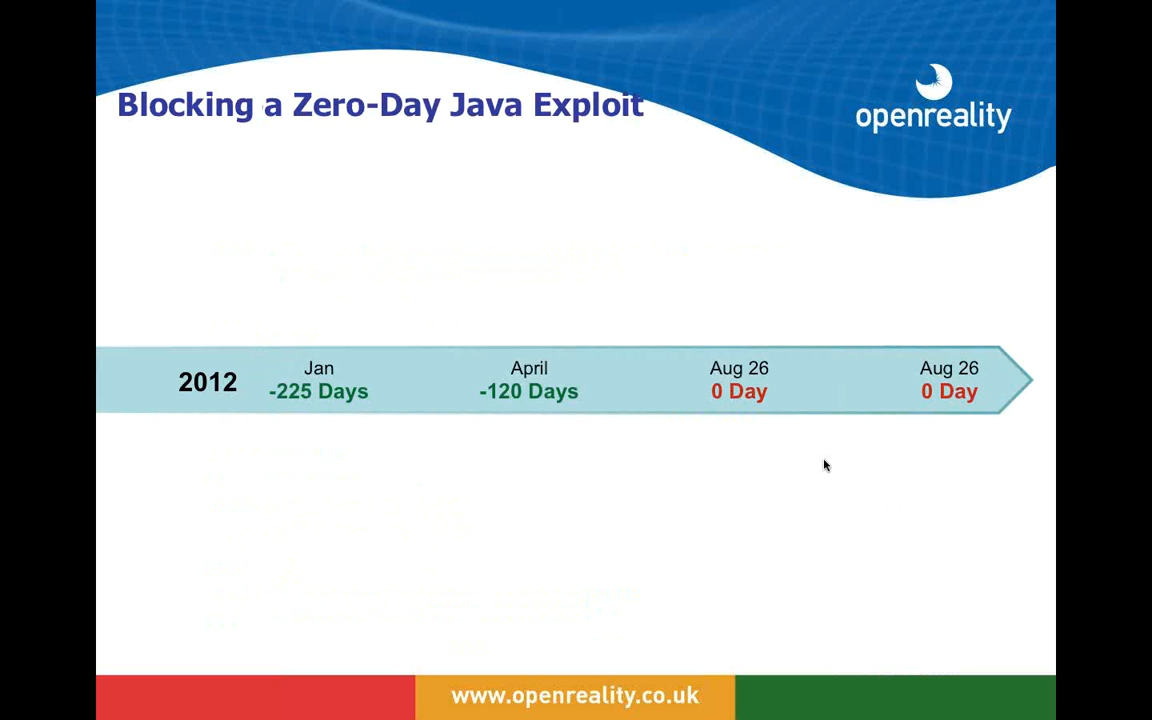 Blocking a Zero-Day Java Exploit
openreality
2012
Jan
-225 Days
April
-120 Days
Aug 26
0 Day
Aug 26
0 Day
www.openreality.co.uk